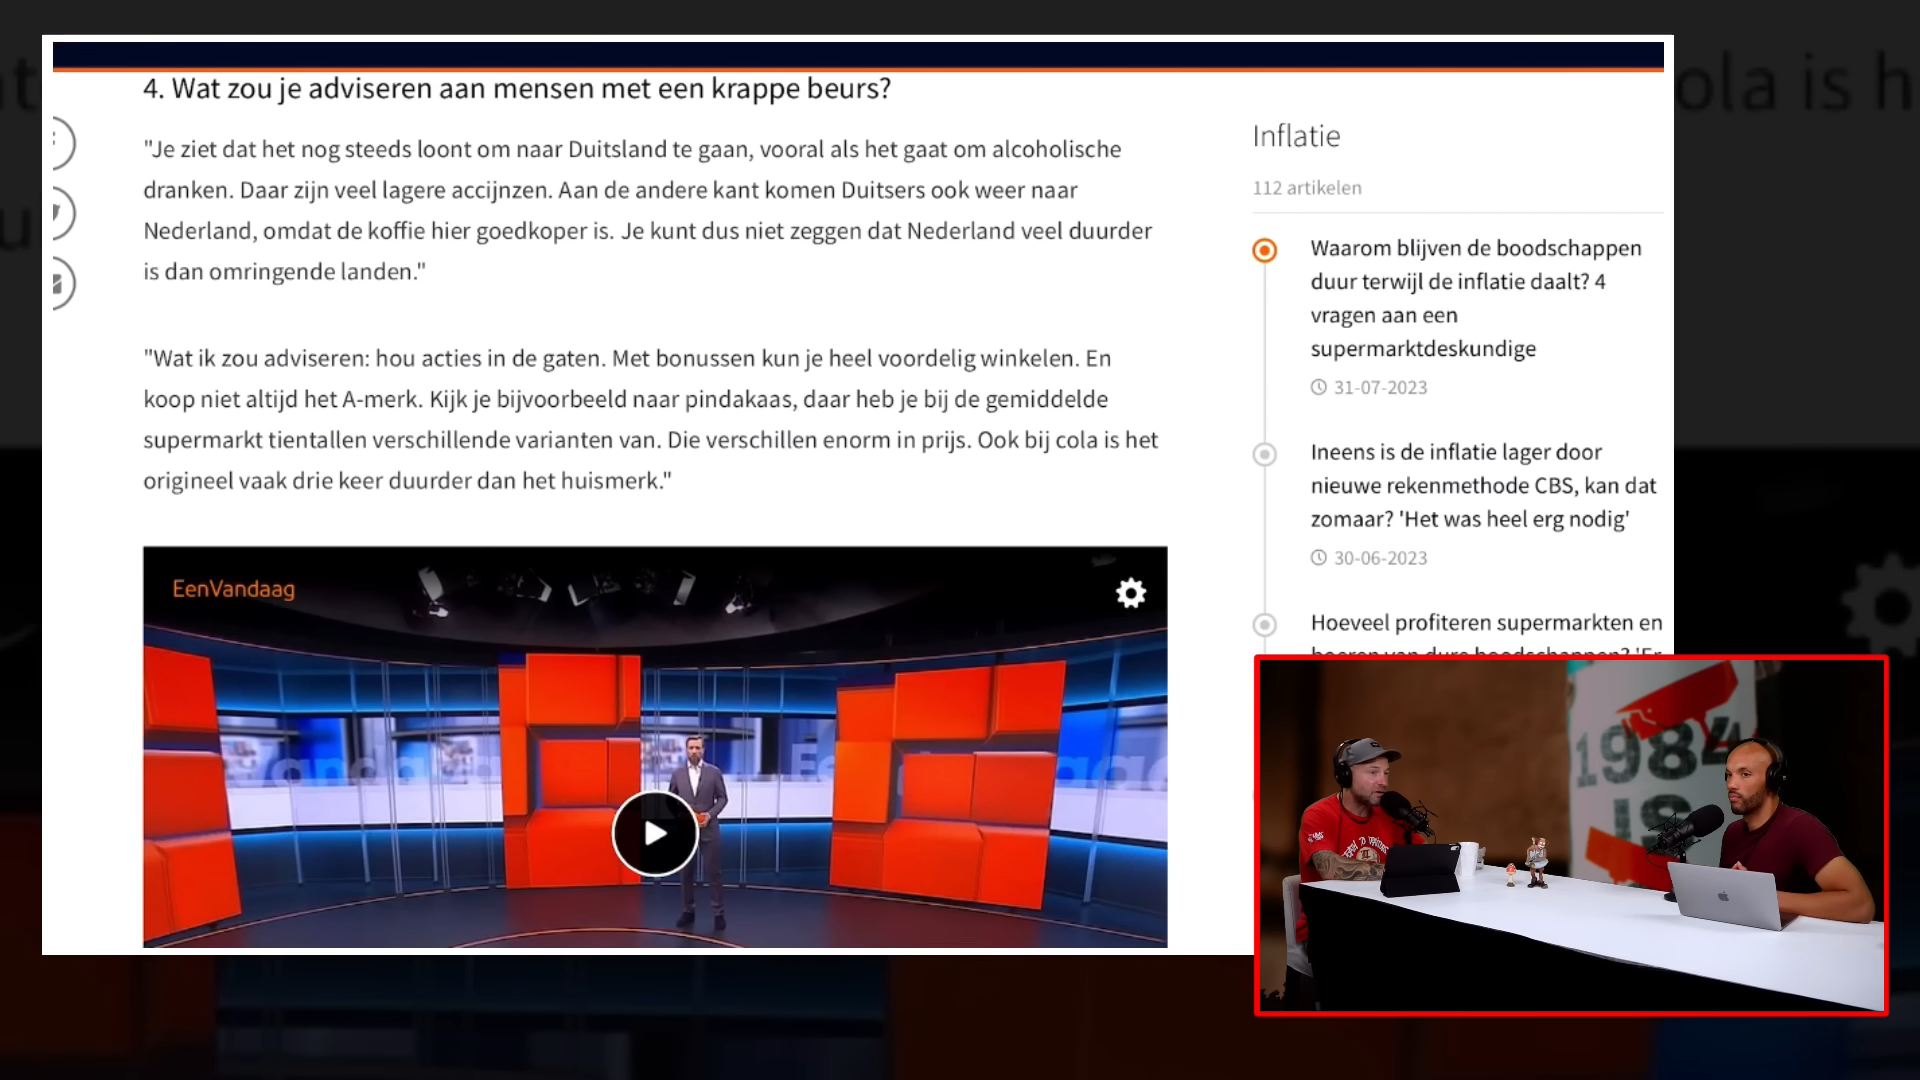 4. Wat zou je adviseren aan mensen met een krappe beurs?
"Je ziet dat het nog steeds loont om naar Duitsland te gaan, vooral als het gaat om alcoholische
dranken. Daar zijn veel lagere accijnzen. Aan de andere kant komen Duitsers ook weer naar
Nederland, omdat de koffie hier goedkoper is. Je kunt dus niet zeggen dat Nederland veel duurder
is dan omringende landen."
"Wat ik zou adviseren: hou acties in de gaten. Met bonussen kun je heel voordelig winkelen. En
koop niet altijd het A-merk. Kijk je bijvoorbeeld naar pindakaas, daar heb je bij de gemiddelde
supermarkt tientallen verschillende varianten van. Die verschillen enorm in prijs. Ook bij cola is het
origineel vaak drie keer duurder dan het huismerk."
EenVandaag
Inflatie
112 artikelen
Waarom blijven de boodschappen
duur terwijl de inflatie daalt? 4
vragen aan een
supermarktdeskundige
31-07-2023
Ineens is de inflatie lager door
nieuwe rekenmethode CBS, kan dat
zomaar? 'Het was heel erg nodig'
30-06-2023
Hoeveel profiteren supermarkten en
boeren van dure boodschappen? 'Er
1984
IS
ola is h